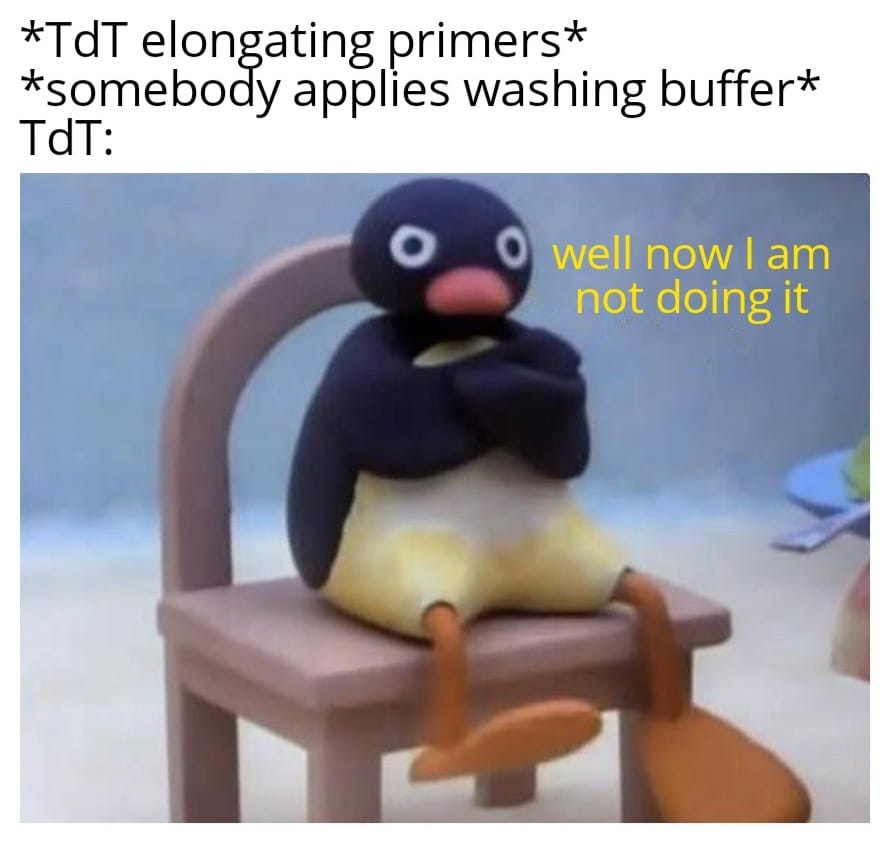 *TdT elongating primers*
*somebody applies washing buffer*
TdT:
well now I am
not doing it